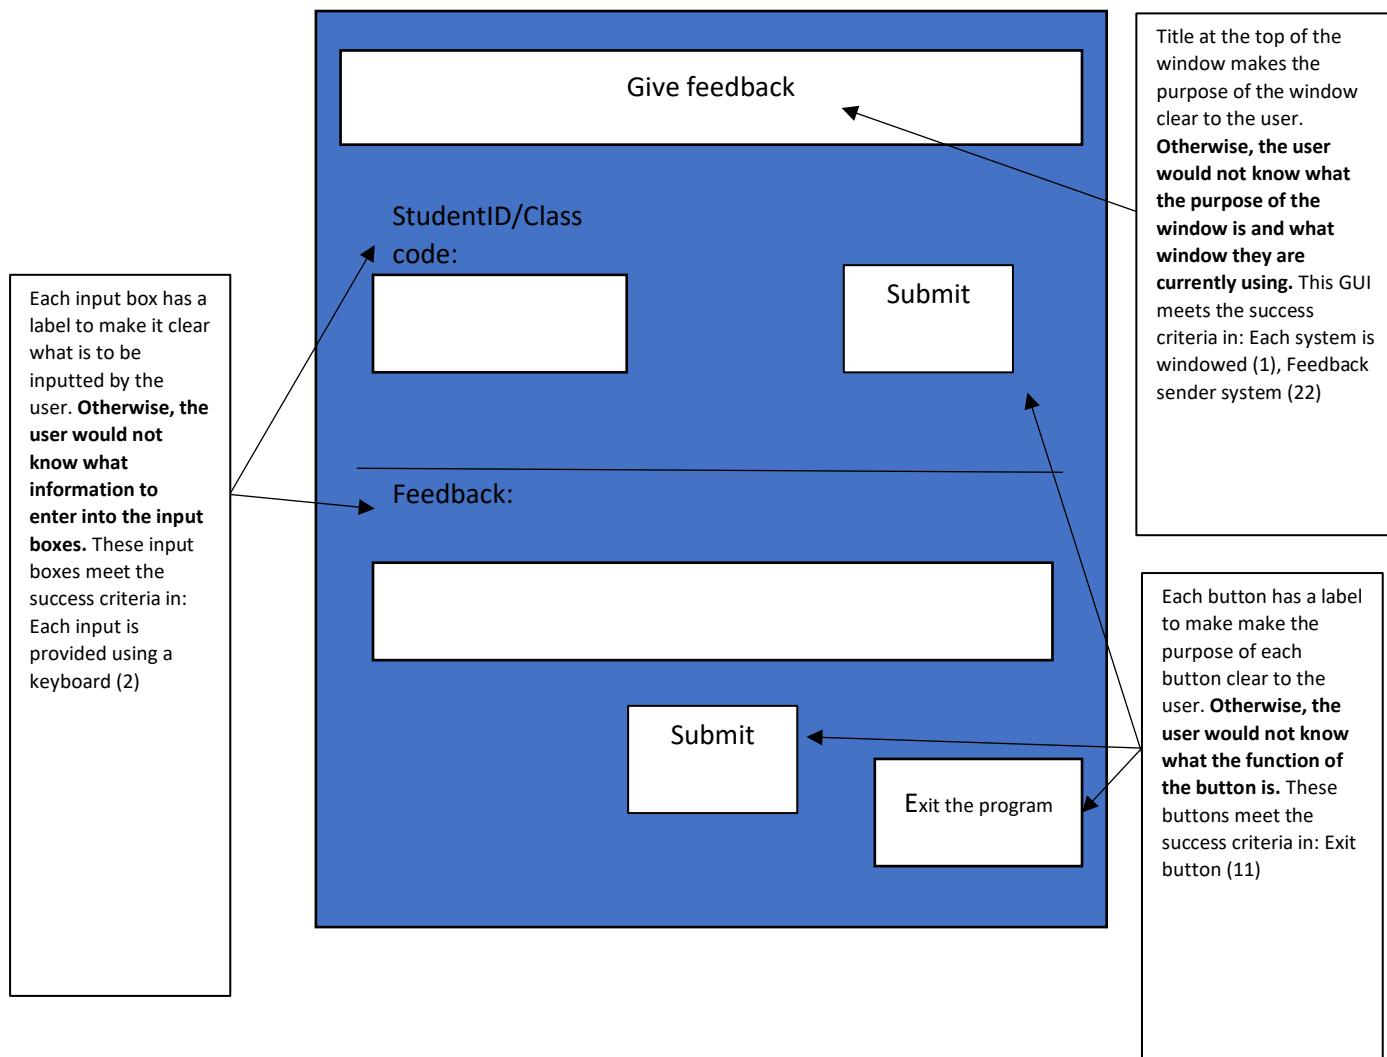 Give feedback
StudentID/Class
code:
Submit
Feedback:
Submit
Exit the program
Each input box has a
label to make it clear
what is to be
inputted by the
user. Otherwise, the
user would not
know what
information to
enter into the input
boxes. These input
boxes meet the
success criteria in:
Each input is
provided using a
keyboard (2)
Title at the top of the
window makes the
purpose of the window
clear to the user.
Otherwise, the user
would not know what
the purpose of the
window is and what
window they are
currently using. This GUI
meets the success
criteria in: Each system is
windowed (1), Feedback
sender system (22)
Each button has a label
to make make the
purpose of each
button clear to the
user. Otherwise, the
user would not know
what the function of
the button is. These
buttons meet the
success criteria in: Exit
button (11)